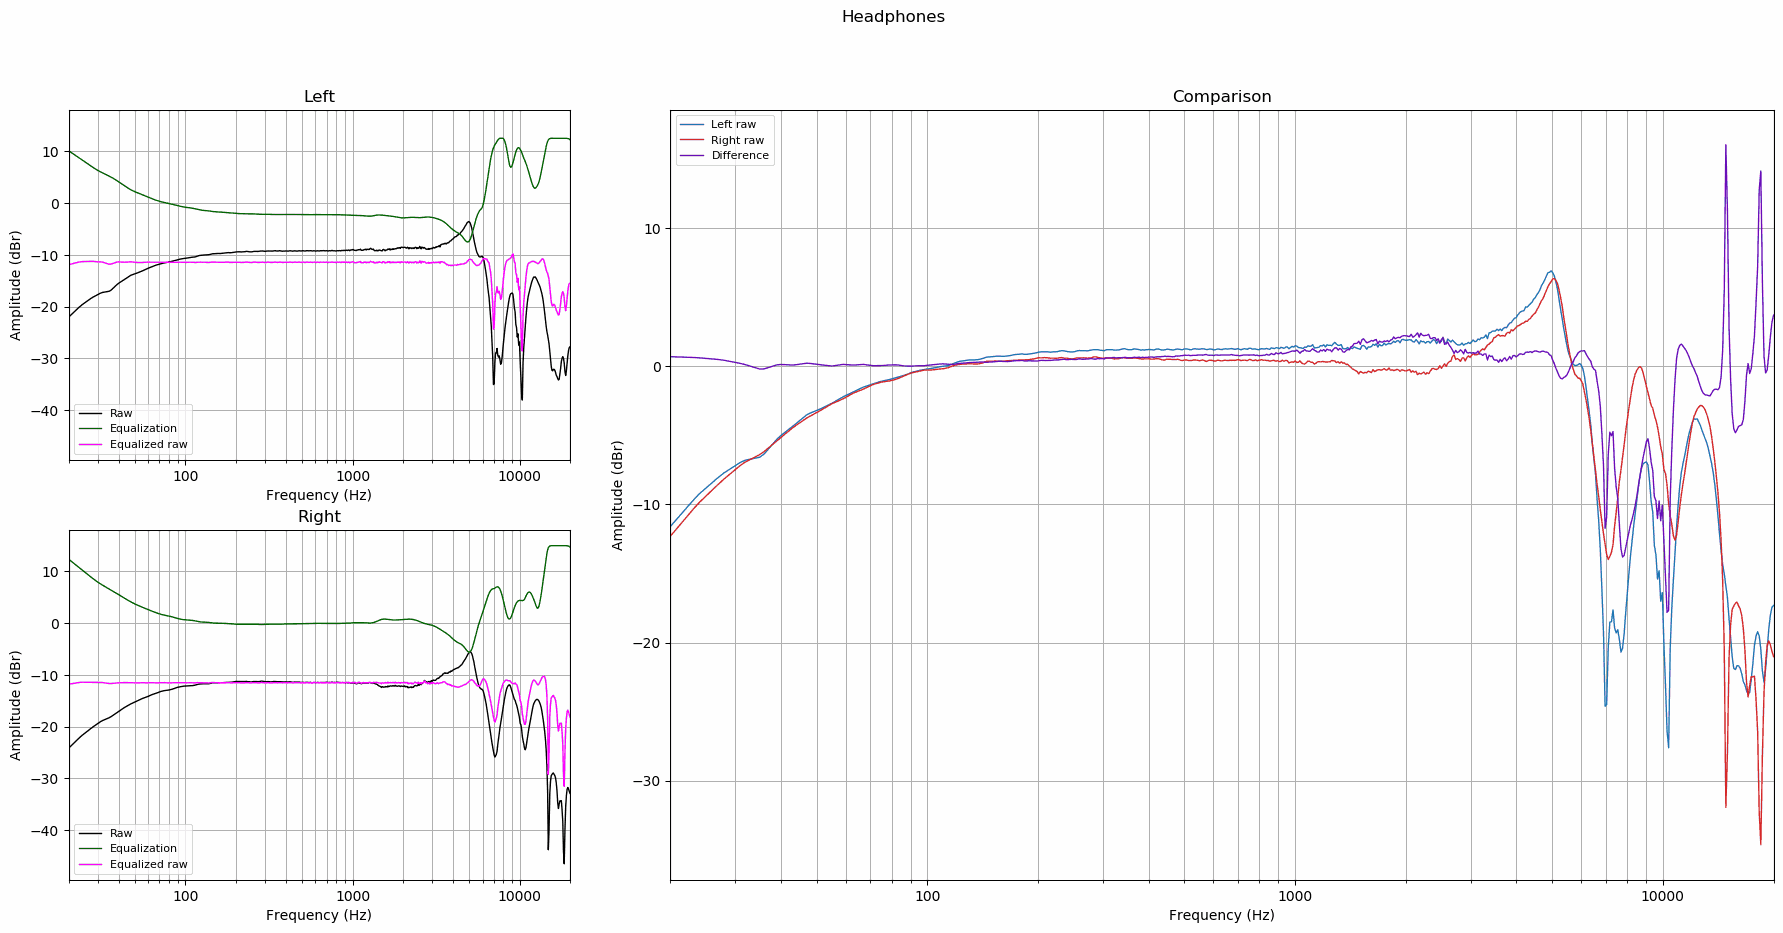 Headphones
Left
10
0
−10
−20
−30
−40
Amplitude (dBr)
Raw
Equalization
Equalized raw
100
1000
10000
Frequency (Hz)
Right
10
0
−10
−20
−30
−40
Amplitude (dBr)
Raw
Equalization
Equalized raw
100
1000
10000
Frequency (Hz)
Comparison
Left raw
Right raw
Difference
10
0
−10
−20
−30
Amplitude (dBr)
100
1000
10000
Frequency (Hz)